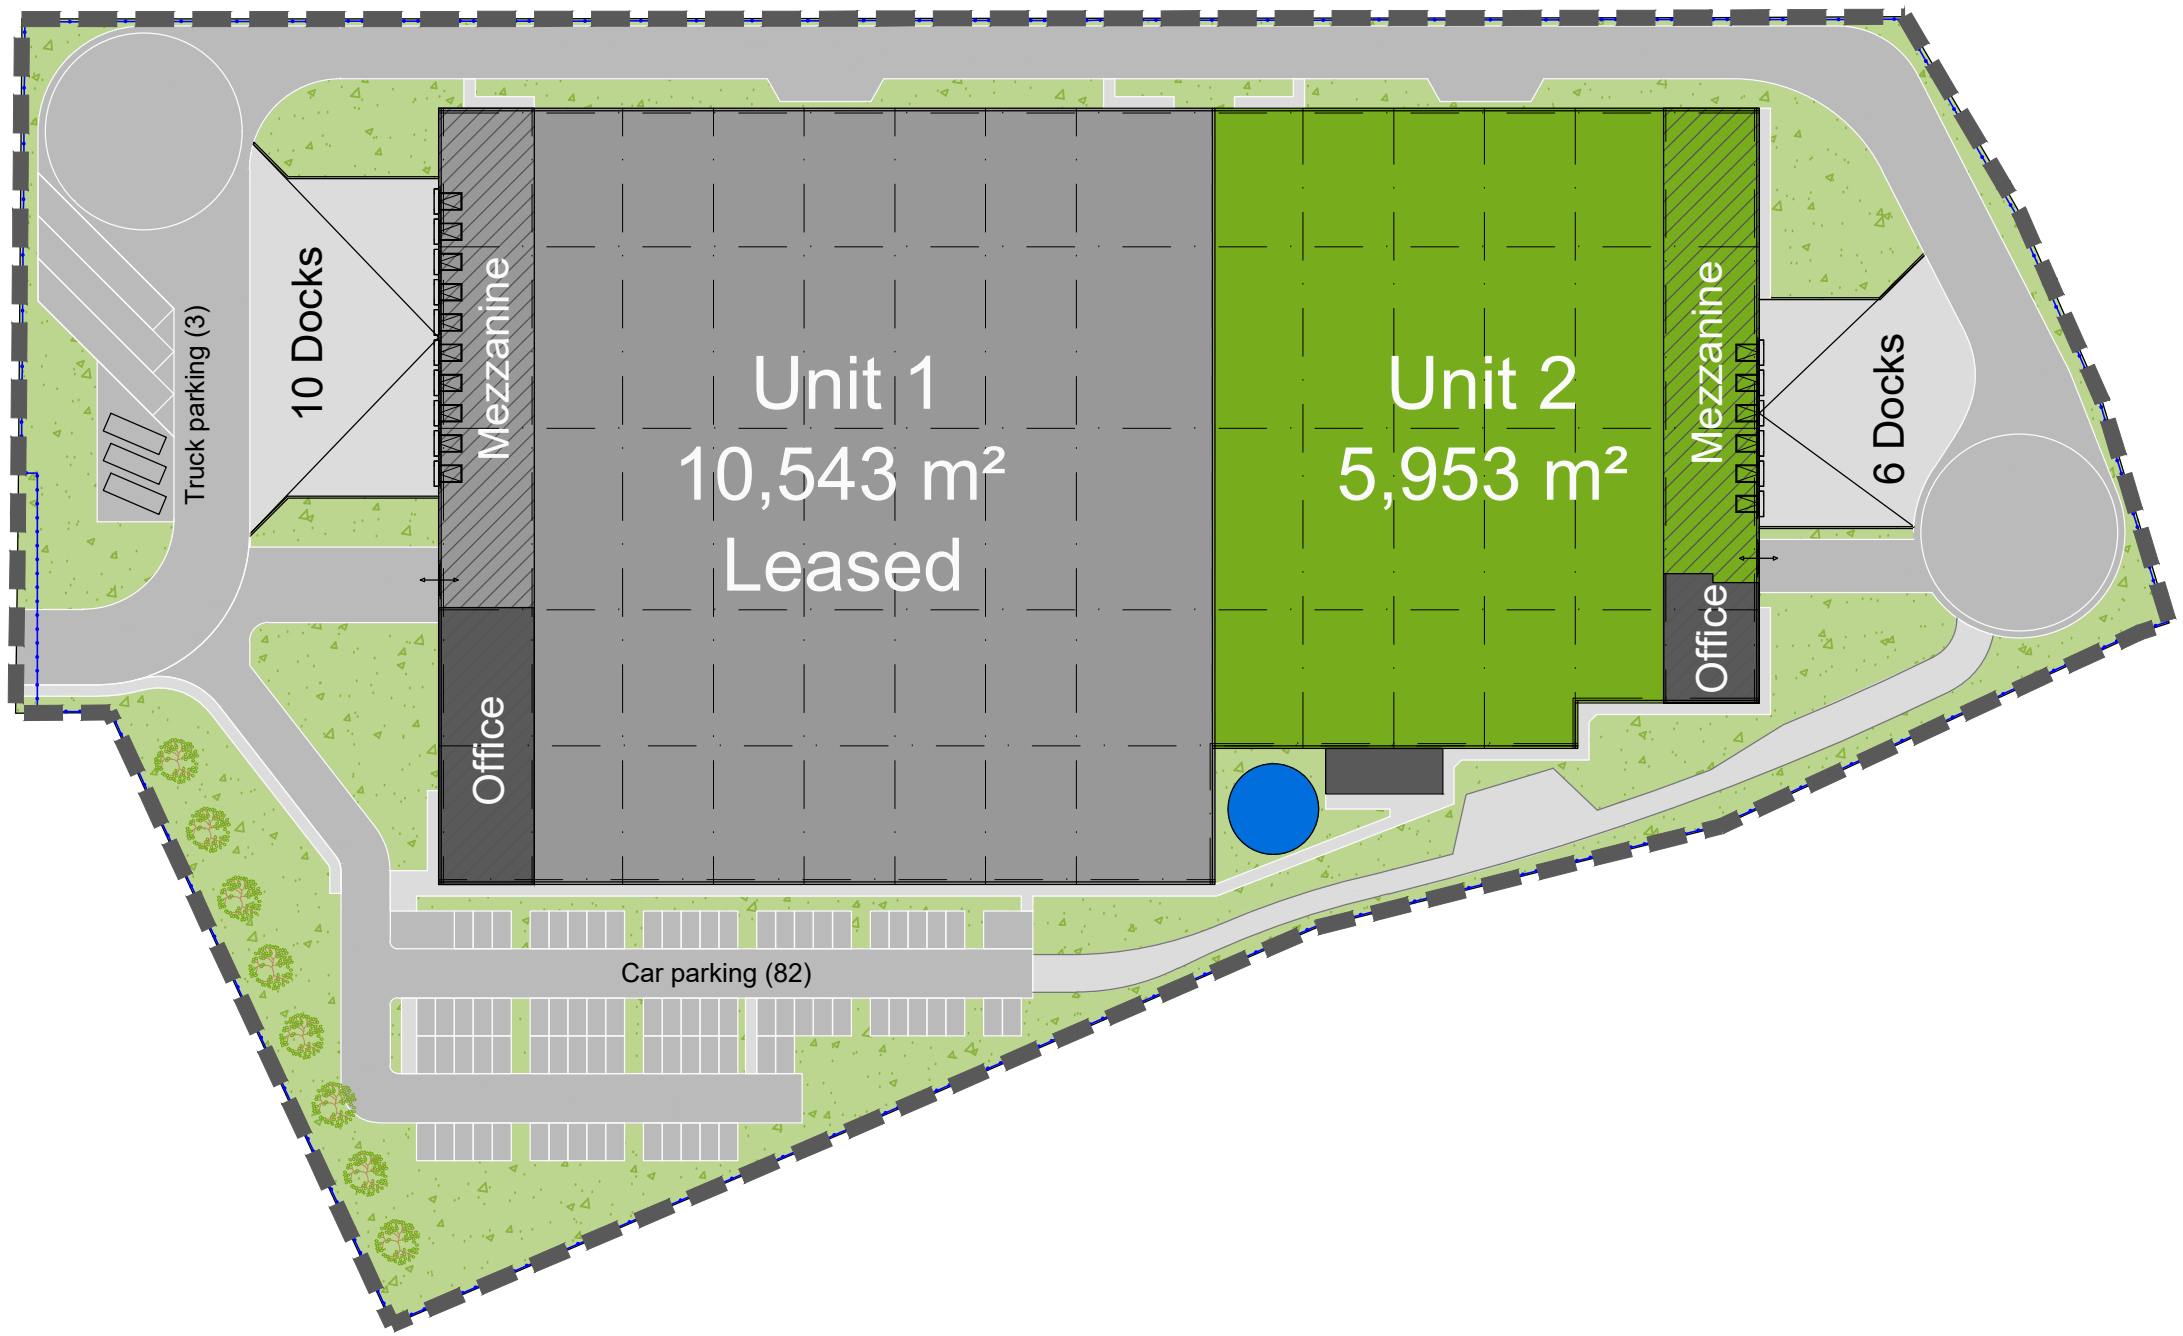 10 Docks
Truck parking (3)
Mezzanine
Office
Unit 1
10,543 m²
Leased
Unit 2
5,953 m²
Mezzanine
Office
6 Docks
Car parking (82)